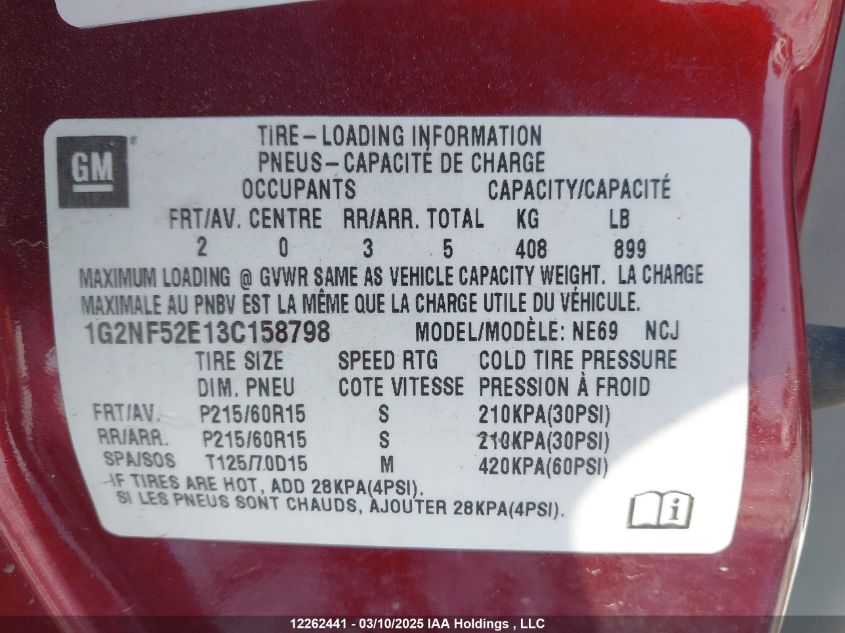 GM
TIRE-LOADING INFORMATION
PNEUS-CAPACITÉ DE CHARGE
OCCUPANTS CAPACITY/CAPACITÉ
FRT/AV. CENTRE RR/ARR. TOTAL KG LB
2 0 3 5 408 899
MAXIMUM LOADING @ GVWR SAME AS VEHICLE CAPACITY WEIGHT. LA CHARGE
MAXIMALE AU PNBV EST LA MÊME QUE LA CHARGE UTILE DU VÉHICULE.
1G2NF52E13C158798 MODEL/MODÈLE: NE69 NCJ
TIRE SIZE SPEED RTG COLD TIRE PRESSURE
DIM. PNEU COTE VITESSE PRESSION À FROID
FRT/AV. P215/60R15 S 210KPA(30PSI)
RR/ARR. P215/60R15 S 210KPA(30PSI)
SPA/SOS T125/70D15 M 420KPA(60PSI)
IF TIRES ARE HOT, ADD 28KPA(4PSI).
SI LES PNEUS SONT CHAUDS, AJOUTER 28KPA(4PSI).
i
12262441 - 03/10/2025 IAA Holdings , LLC